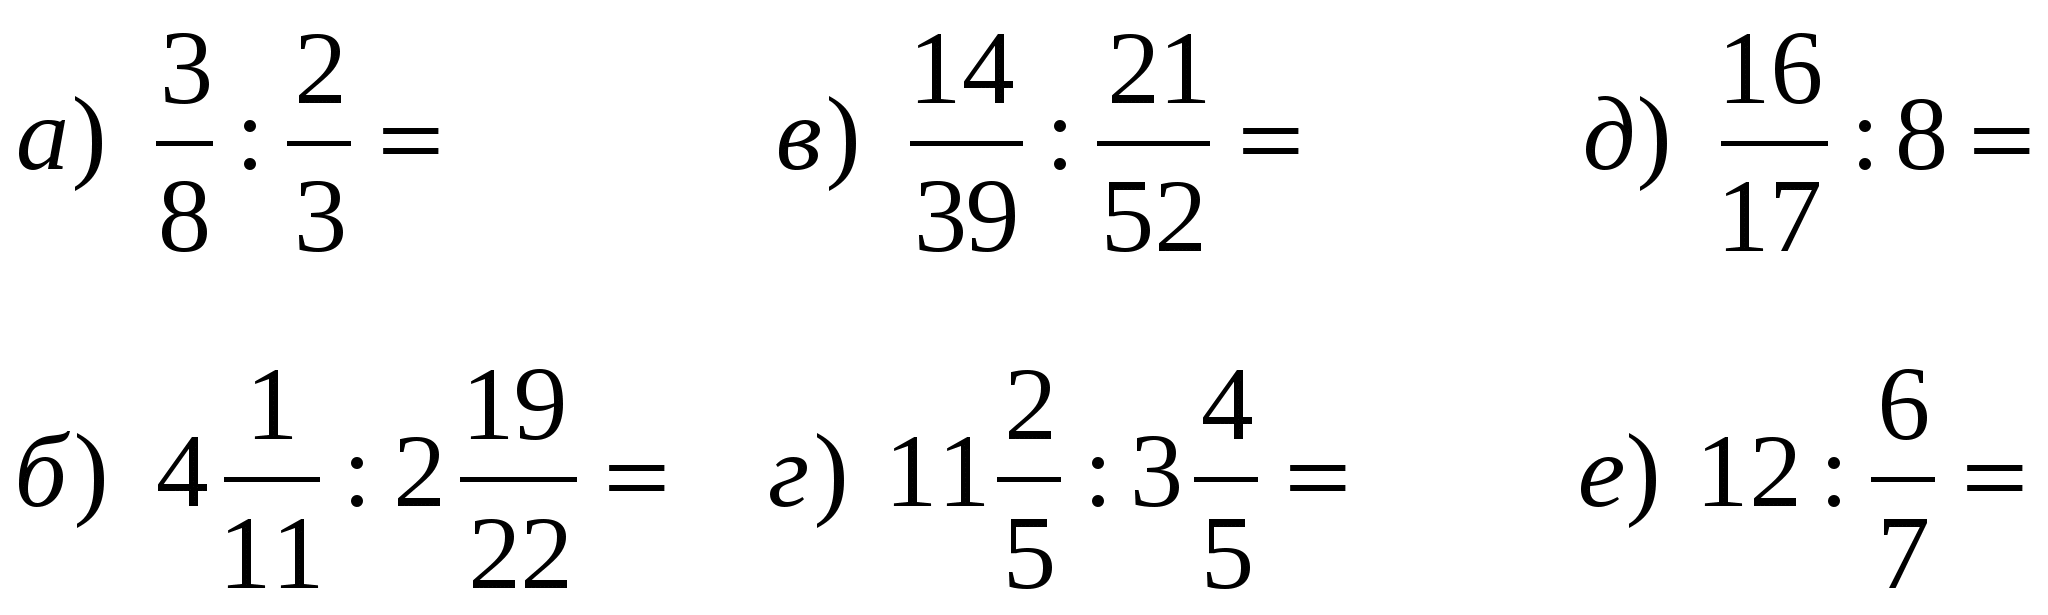 а) 3/8 : 2/3 = в) 14/39 : 21/52 = д) 16/17 : 8 =
б) 4 1/11 : 2 19/22 = г) 11 2/5 : 3 4/5 = е) 12 : 6/7 =